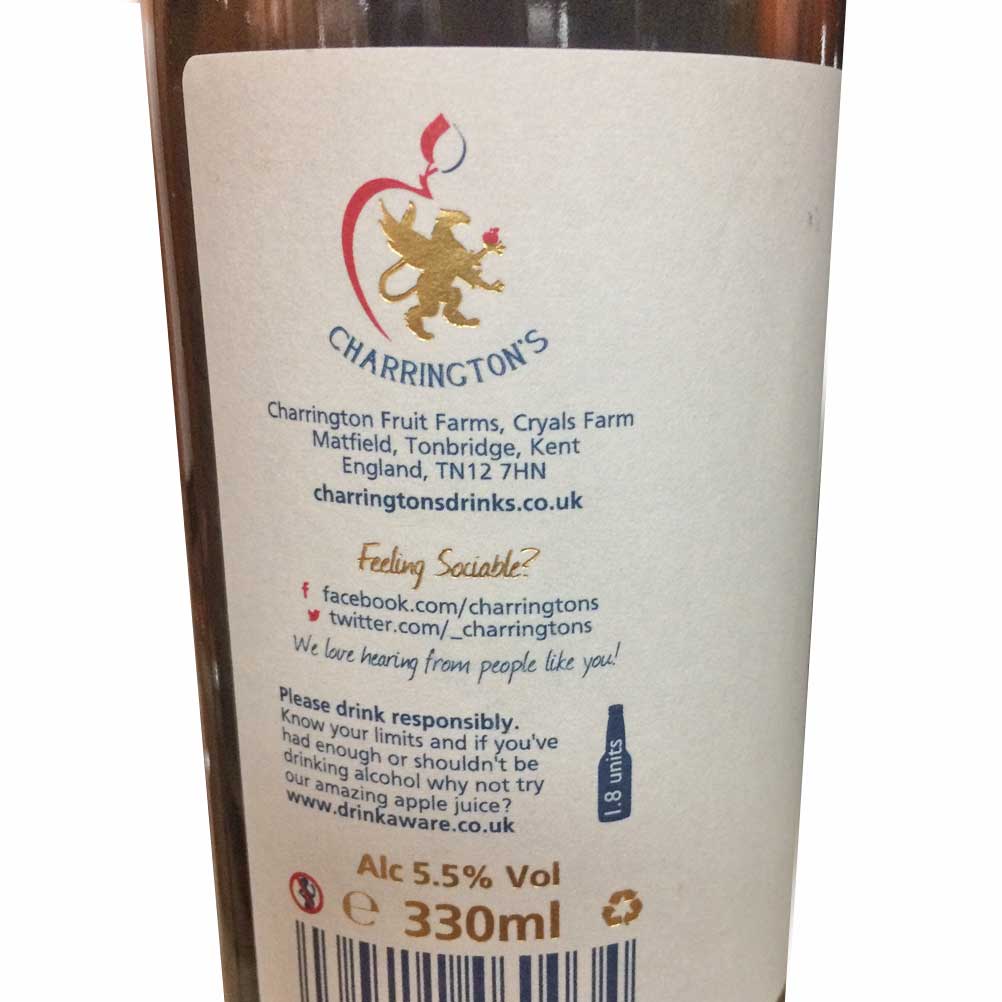 CHARRINGTON'S
Charrington Fruit Farms, Cryals Farm
Matfield, Tonbridge, Kent
England, TN12 7HN
charringtonsdrinks.co.uk
Feeling Sociable?
f facebook.com/charringtons
twitter.com/_charringtons
We love hearing from people like you!
Please drink responsibly.
Know your limits and if you've
had enough or shouldn't be
drinking alcohol why not try
our amazing apple juice?
www.drinkaware.co.uk
1.8 units
Alc 5.5% Vol
℮ 330ml